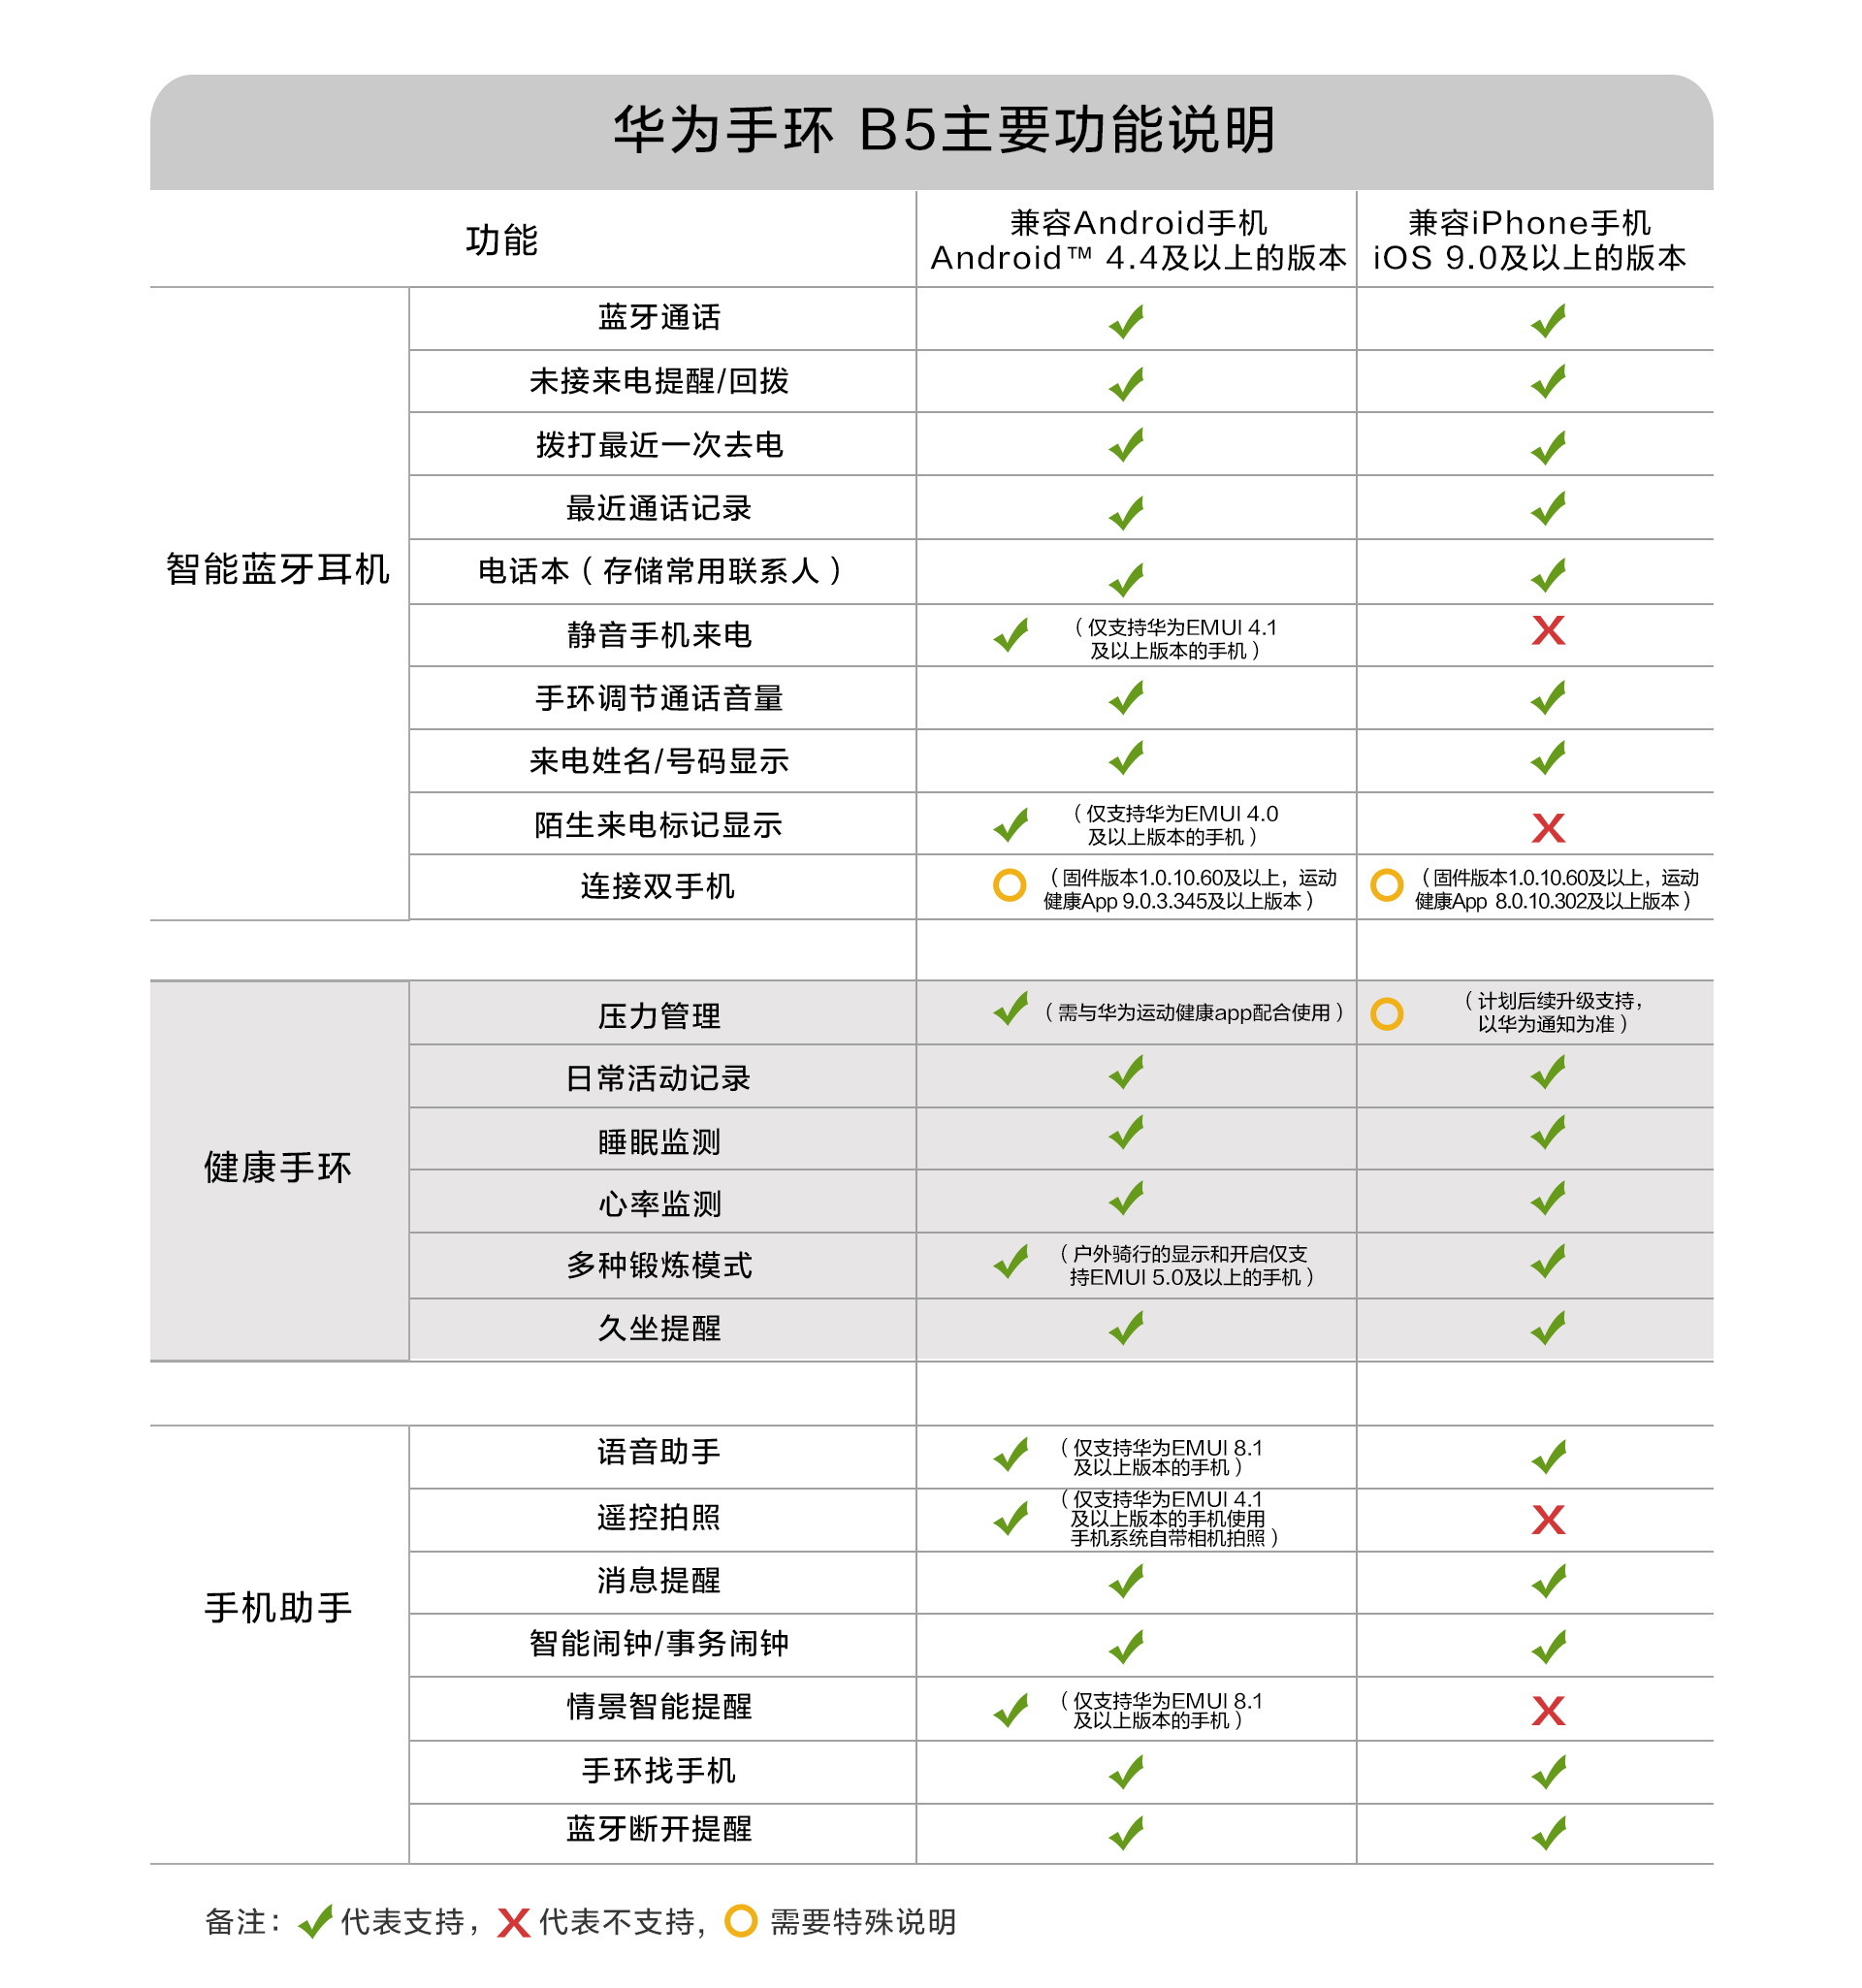 华为手环 B5主要功能说明
功能
兼容Android手机
Android™ 4.4及以上的版本
兼容iPhone手机
iOS 9.0及以上的版本
智能蓝牙耳机
蓝牙通话
未接来电提醒/回拨
拨打最近一次去电
最近通话记录
电话本（存储常用联系人）
静音手机来电
（仅支持华为EMUI 4.1
及以上版本的手机）
手环调节通话音量
来电姓名/号码显示
陌生来电标记显示
（仅支持华为EMUI 4.0
及以上版本的手机）
连接双手机
（固件版本1.0.10.60及以上，运动
健康App 9.0.3.345及以上版本）
（固件版本1.0.10.60及以上，运动
健康App 8.0.10.302及以上版本）
健康手环
压力管理
（需与华为运动健康app配合使用）
（计划后续升级支持，
以华为通知为准）
日常活动记录
睡眠监测
心率监测
多种锻炼模式
（户外骑行的显示和开启仅支
持EMUI 5.0及以上的手机）
久坐提醒
手机助手
语音助手
（仅支持华为EMUI 8.1
及以上版本的手机）
遥控拍照
（仅支持华为EMUI 4.1
及以上版本的手机使用
手机系统自带相机拍照）
消息提醒
智能闹钟/事务闹钟
情景智能提醒
（仅支持华为EMUI 8.1
及以上版本的手机）
手环找手机
蓝牙断开提醒
备注： 代表支持， 代表不支持, 需要特殊说明